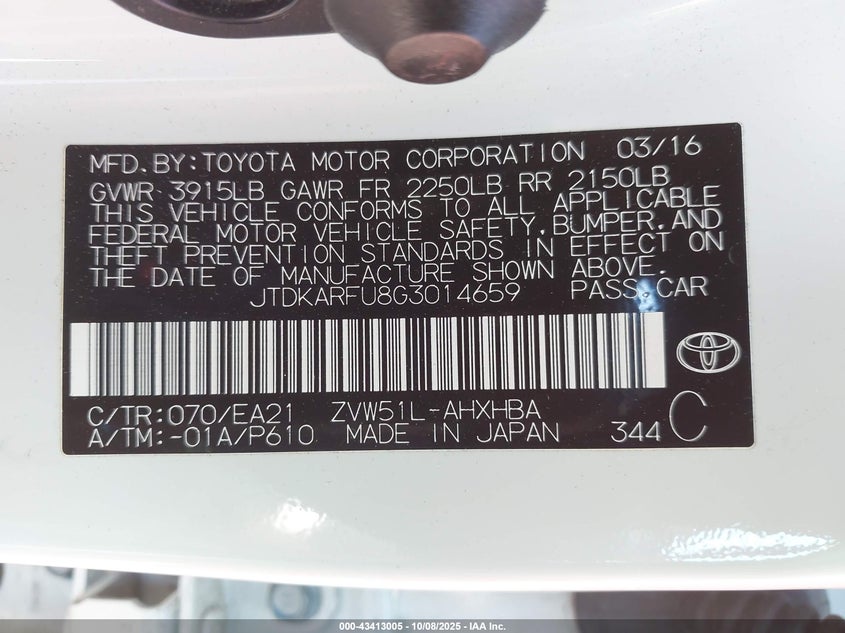 MFD.BY:TOYOTA MOTOR CORPORATION 03/16
GVWR 3915LB GAWR FR 2250LB RR 2150LB
THIS VEHICLE CONFORMS TO ALL APPLICABLE
FEDERAL MOTOR VEHICLE SAFETY,BUMPER,AND
THEFT PREVENTION STANDARDS IN EFFECT ON
THE DATE OF MANUFACTURE SHOWN ABOVE.
JTDKARFU8G3014659 PASS.CAR
C/TR:070/EA21 ZVW51L-AHXHBA
A/TM:-01A/P610 MADE IN JAPAN 344 C
000-43413005 - 10/08/2025 - IAA Inc.